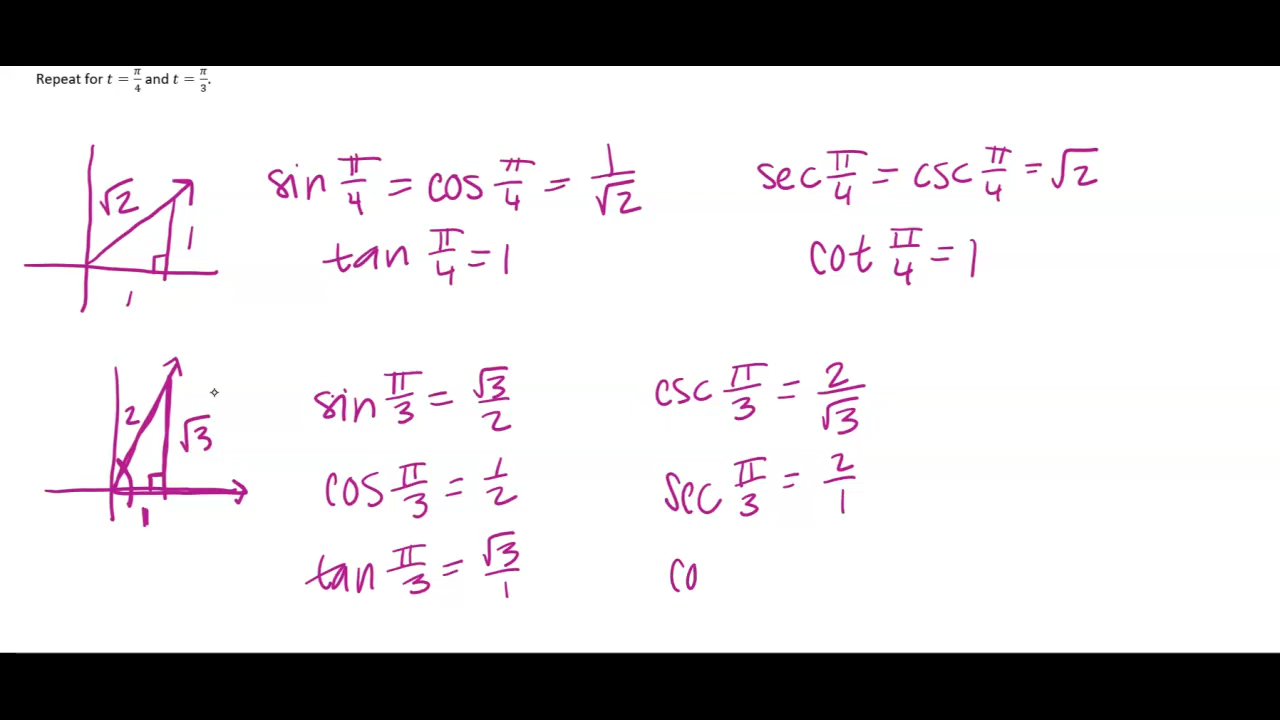 Repeat for t = π/4 and t = π/3.
√2
1
1
sin π/4 = cos π/4 = 1/√2
sec π/4 = csc π/4 = √2
tan π/4 = 1
cot π/4 = 1
2
√3
1
sin π/3 = √3/2
csc π/3 = 2/√3
cos π/3 = 1/2
sec π/3 = 2/1
tan π/3 = √3/1
co